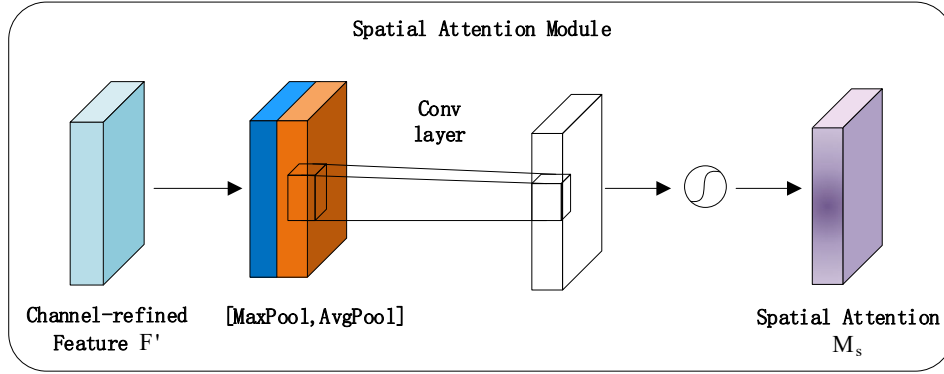 Spatial Attention Module
Conv
layer
Channel-refined
Feature F'
[MaxPool,AvgPool]
Spatial Attention
Mₛ